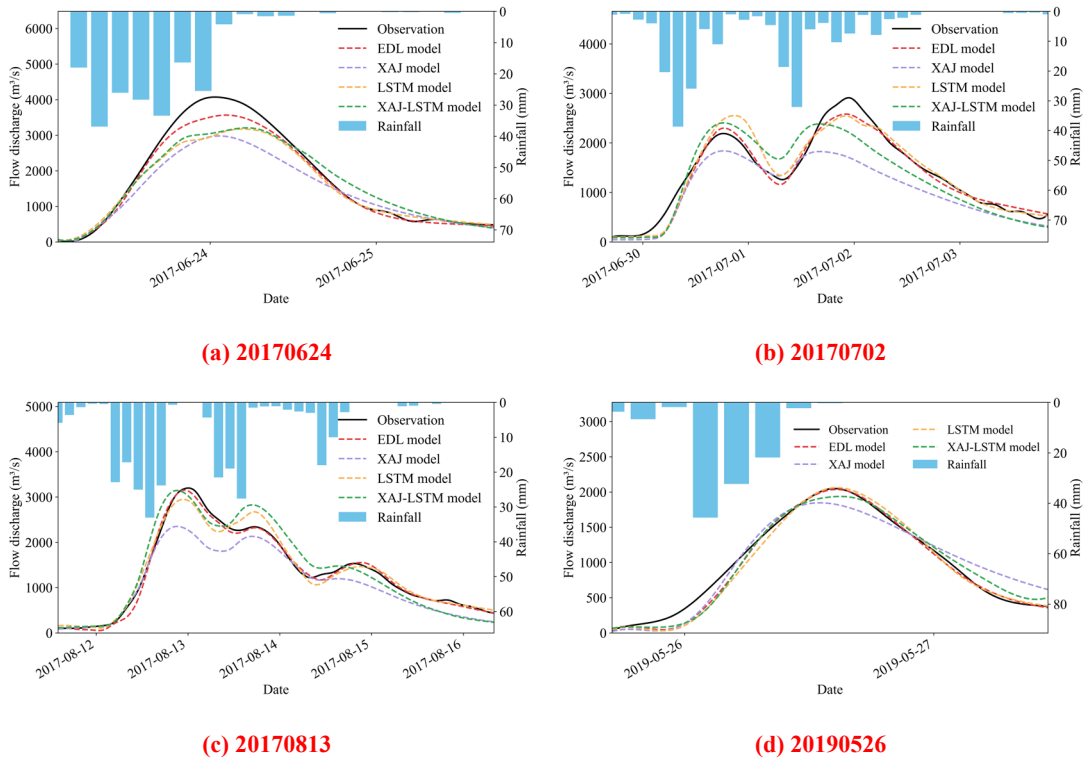 6000
5000
4000
3000
2000
1000
0
Flow discharge (m³/s)
Observation
EDL model
XAJ model
LSTM model
XAJ-LSTM model
Rainfall
0
10
20
30
40
50
60
70
Rainfall (mm)
2017-06-24
2017-06-25
Date
(a) 20170624
4000
3000
2000
1000
0
Flow discharge (m³/s)
Observation
EDL model
XAJ model
LSTM model
XAJ-LSTM model
Rainfall
0
10
20
30
40
50
60
70
Rainfall (mm)
2017-06-30
2017-07-01
2017-07-02
2017-07-03
Date
(b) 20170702
5000
4000
3000
2000
1000
0
Flow discharge (m³/s)
Observation
EDL model
XAJ model
LSTM model
XAJ-LSTM model
Rainfall
0
10
20
30
40
50
60
Rainfall (mm)
2017-08-12
2017-08-13
2017-08-14
2017-08-15
2017-08-16
Date
(c) 20170813
3000
2500
2000
1500
1000
500
0
Flow discharge (m³/s)
Observation
EDL model
XAJ model
LSTM model
XAJ-LSTM model
Rainfall
0
20
40
60
80
Rainfall (mm)
2019-05-26
2019-05-27
Date
(d) 20190526